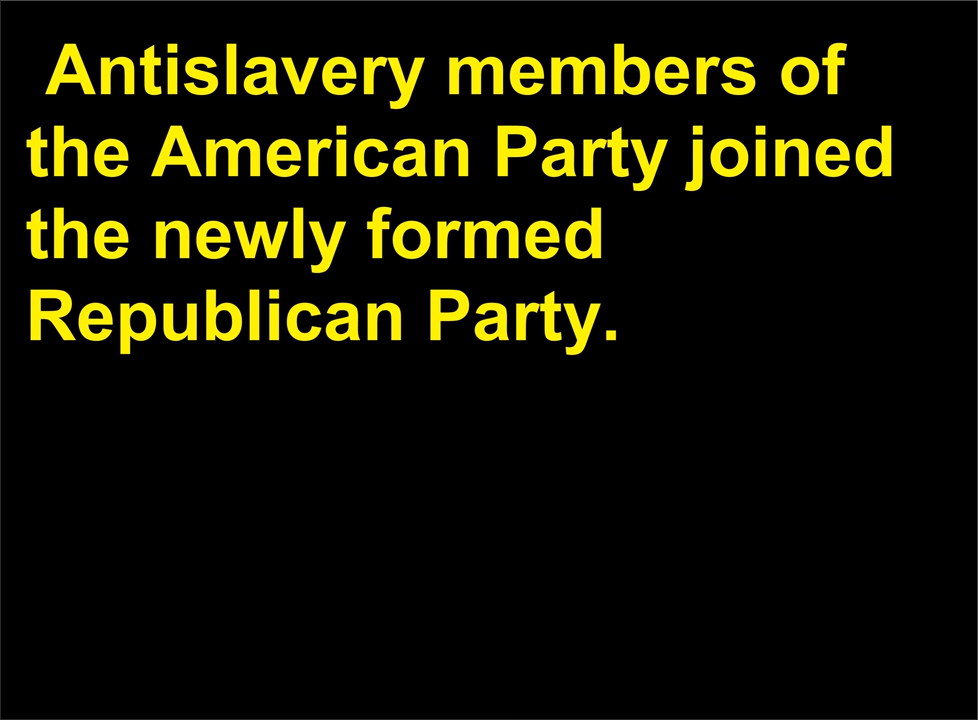 Antislavery members of
the American Party joined
the newly formed
Republican Party.